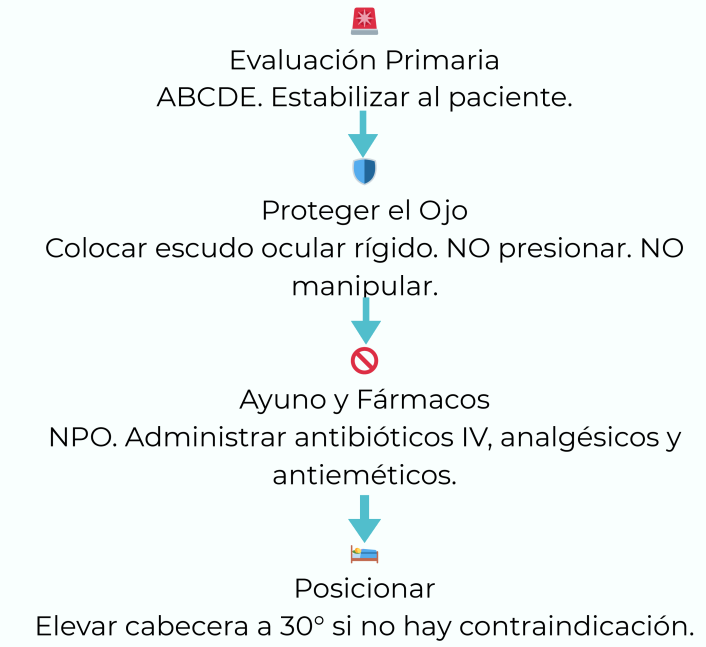 Evaluación Primaria
ABCDE. Estabilizar al paciente.
Proteger el Ojo
Colocar escudo ocular rígido. NO presionar. NO
manipular.
Ayuno y Fármacos
NPO. Administrar antibióticos IV, analgésicos y
antieméticos.
Posicionar
Elevar cabecera a 30° si no hay contraindicación.